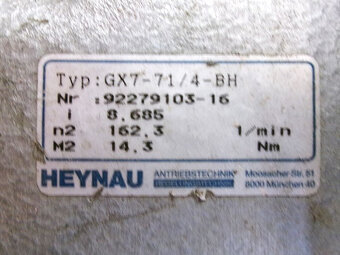 Typ:GX7-71/4-BH
Nr :92279103-16
i 8,685
n2 162,3 1/min
M2 14,3 Nm
HEYNAU ANTRIEBSTECHNIK Moosacher-Str. 51
REGELUNGSTECHNIK 8000 München 40